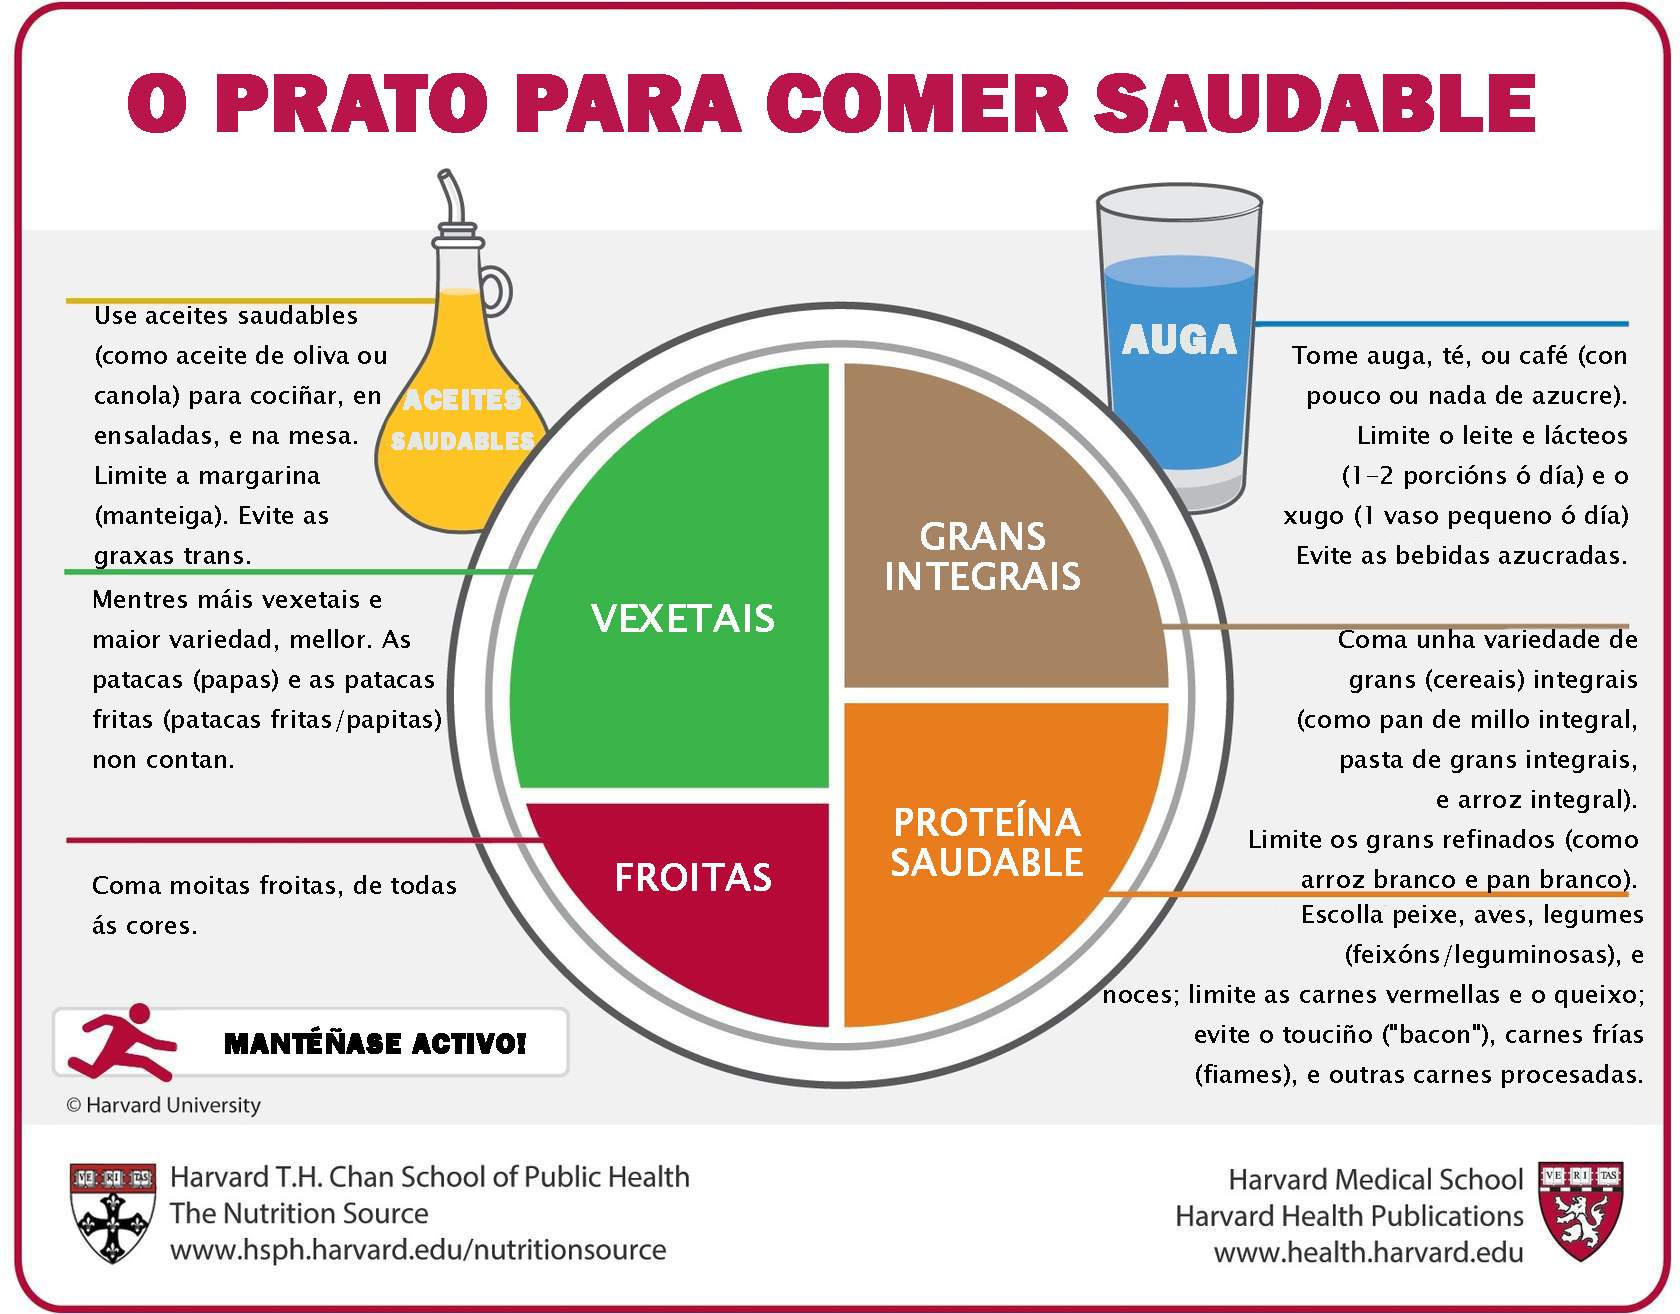 O PRATO PARA COMER SAUDABLE
Use aceites saudables
(como aceite de oliva ou
canola) para cociñar, en
ensaladas, e na mesa.
Limite a margarina
(manteiga). Evite as
graxas trans.
ACEITES
SAUDABLES
AUGA
Tome auga, té, ou café (con
pouco ou nada de azucre).
Limite o leite e lácteos
(1-2 porcións ó día) e o
xugo (1 vaso pequeno ó día)
Evite as bebidas azucradas.
Mentres máis vexetais e
maior variedad, mellor. As
patacas (papas) e as patacas
fritas (patacas fritas/papitas)
non contan.
VEXETAIS
GRANS
INTEGRAIS
Coma unha variedade de
grans (cereais) integrais
(como pan de millo integral,
pasta de grans integrais,
e arroz integral).
Limite os grans refinados (como
arroz branco e pan branco).
Coma moitas froitas, de todas
ás cores.
FROITAS
PROTEÍNA
SAUDABLE
Escolla peixe, aves, legumes
(feixóns/leguminosas), e
noces; limite as carnes vermellas e o queixo;
evite o touciño ("bacon"), carnes frías
(fiames), e outras carnes procesadas.
MANTÉÑASE ACTIVO!
© Harvard University
VE RI TAS
Harvard T.H. Chan School of Public Health
The Nutrition Source
www.hsph.harvard.edu/nutritionsource
Harvard Medical School
Harvard Health Publications
www.health.harvard.edu
VE RI TAS